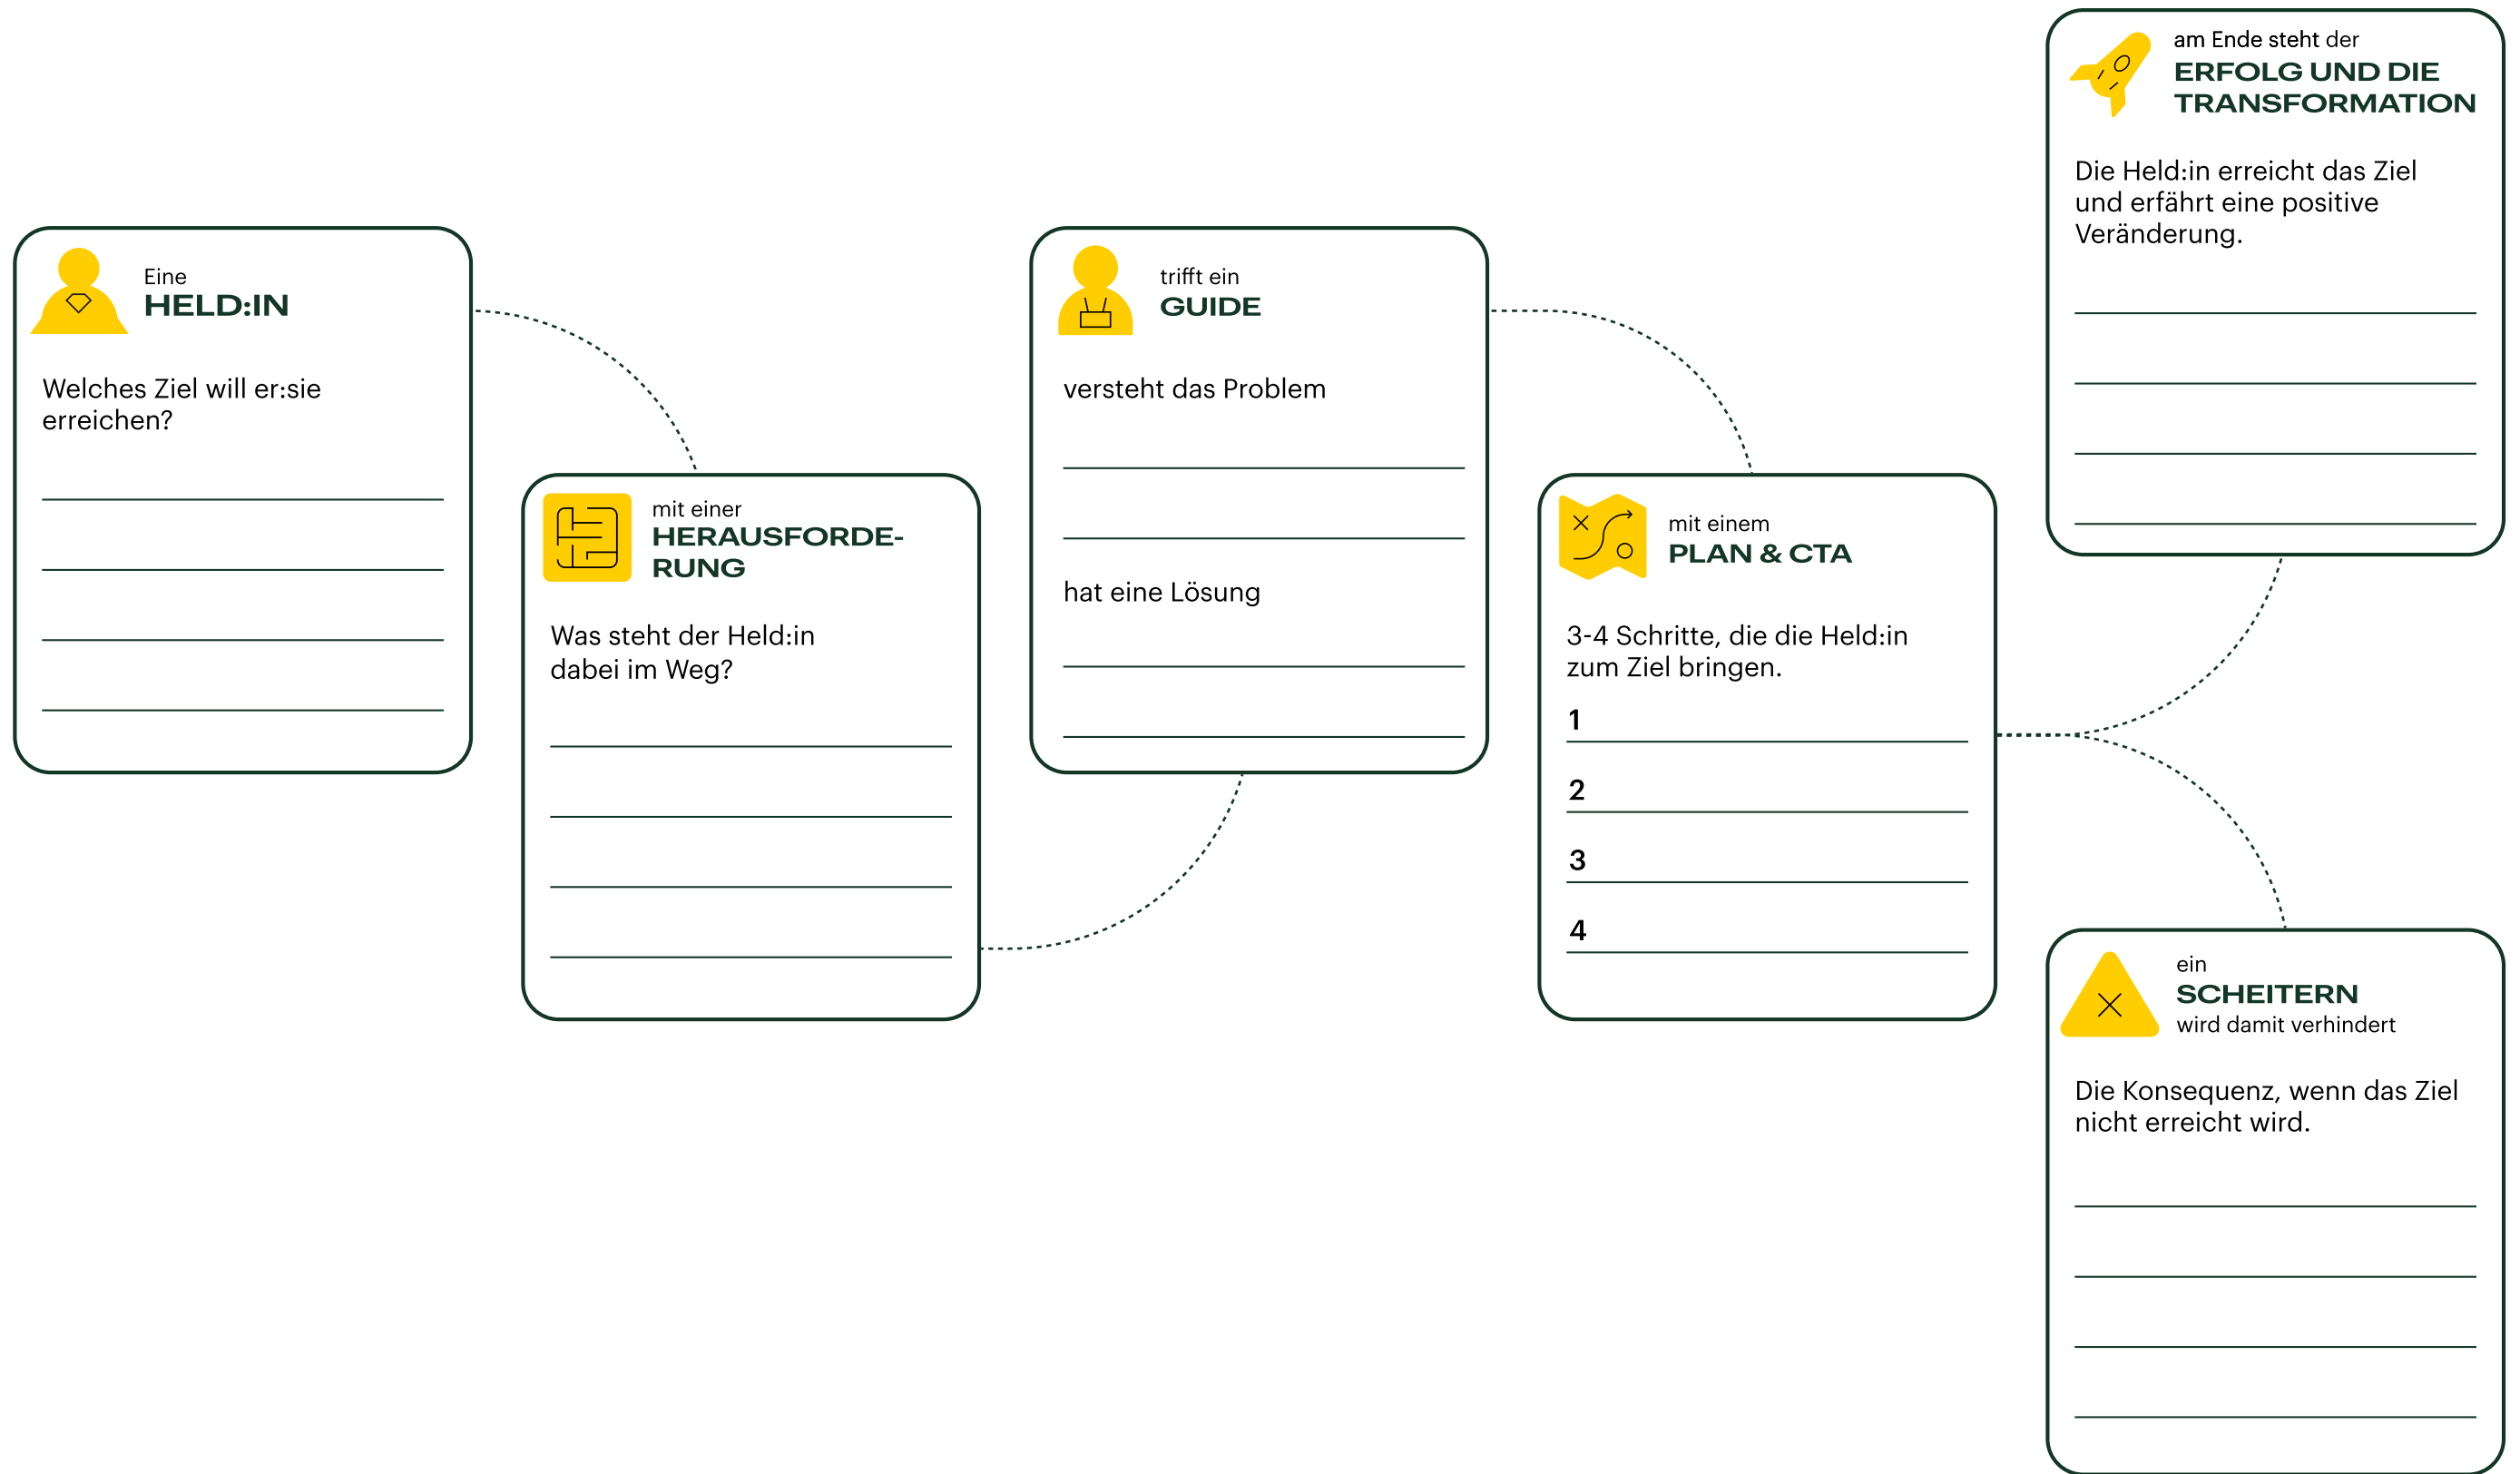 Eine
HELD:IN
Welches Ziel will er:sie
erreichen?
mit einer
HERAUSFORDE-
RUNG
Was steht der Held:in
dabei im Weg?
trifft ein
GUIDE
versteht das Problem
hat eine Lösung
mit einem
PLAN & CTA
3-4 Schritte, die die Held:in
zum Ziel bringen.
1
2
3
4
am Ende steht der
ERFOLG UND DIE
TRANSFORMATION
Die Held:in erreicht das Ziel
und erfährt eine positive
Veränderung.
ein
SCHEITERN
wird damit verhindert
Die Konsequenz, wenn das Ziel
nicht erreicht wird.